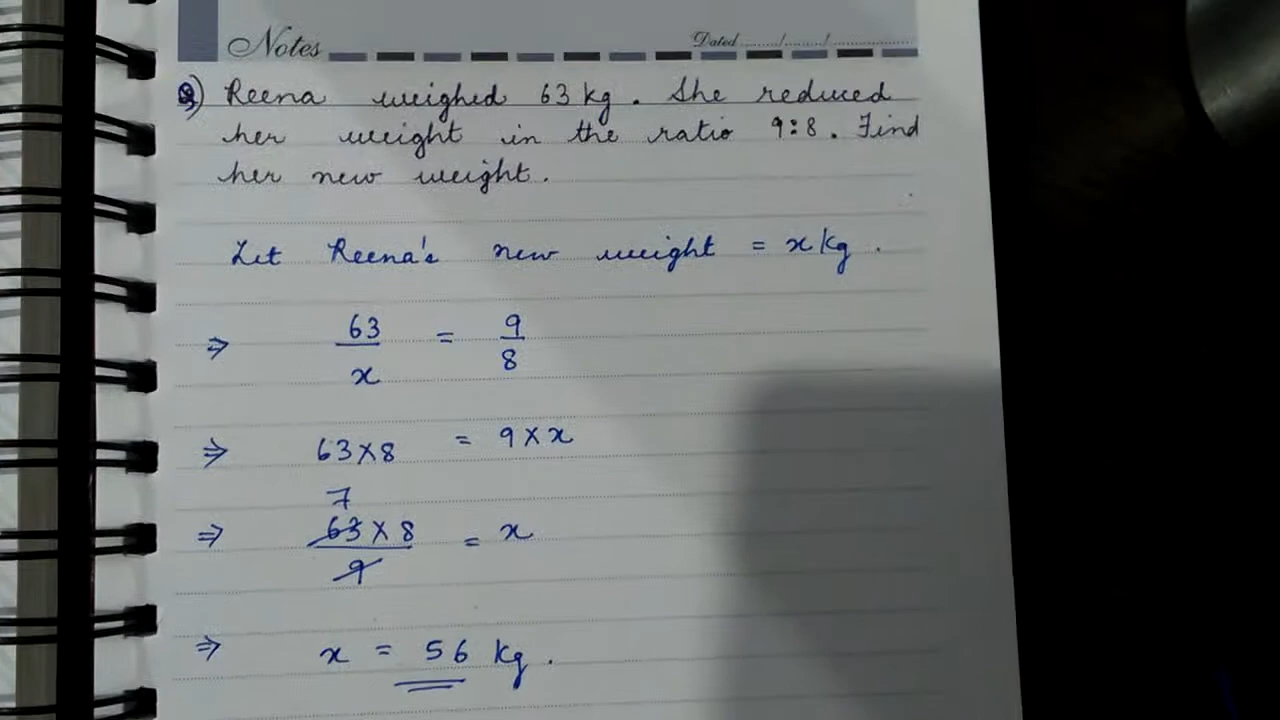 Notes
Dated ....../....../..............
Q) Reena weighed 63 kg. She reduced
her weight in the ratio 9:8. Find
her new weight.
Let Reena's new weight = x kg.
⇒ 63/x = 9/8
⇒ 63×8 = 9×x
7
⇒ 63×8/9 = x
⇒ x = 56 kg.